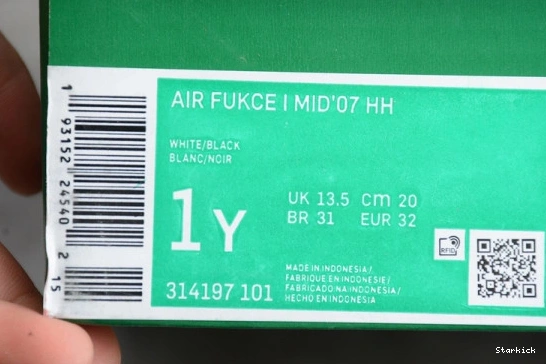 AIR FUKCE I MID'07 HH
WHITE/BLACK
BLANC/NOIR
1Y
UK 13.5 cm 20
BR 31 EUR 32
RFID
MADE IN INDONESIA/
FABRIQUE EN INDONESIE/
FABRICADO NA INDONESIA/
HECHO EN INDONESIA
314197 101
1 93152 24540 2 15
Starkick